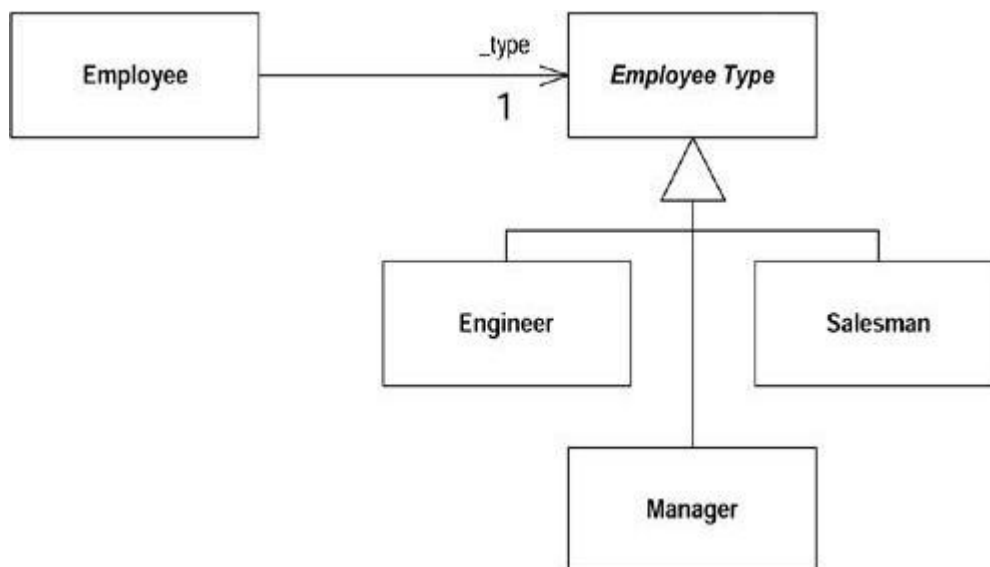 Employee
_type
1
Employee Type
Engineer
Salesman
Manager